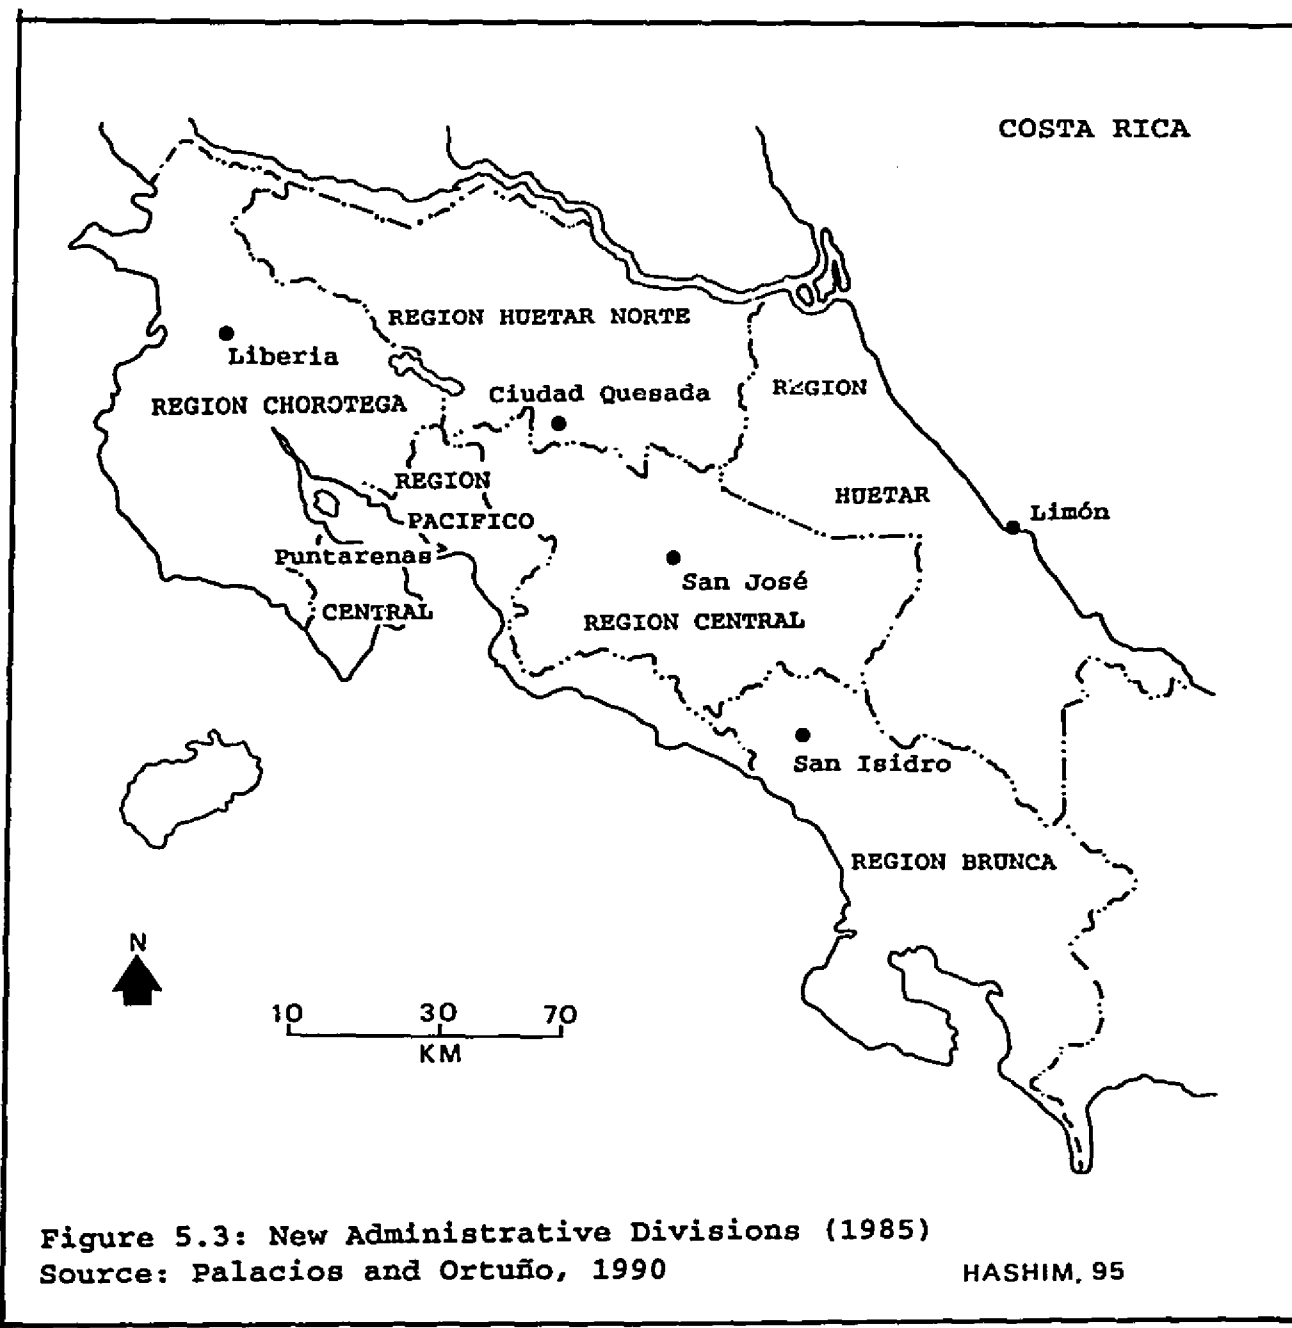 COSTA RICA
REGION HUETAR NORTE
Liberia
REGION CHOROTEGA
Ciudad Quesada
REGION
HUETAR
Limón
REGION
PACIFICO
Puntarenas
CENTRAL
San José
REGION CENTRAL
San Isidro
REGION BRUNCA
N
10 30 70
KM
Figure 5.3: New Administrative Divisions (1985)
Source: Palacios and Ortuño, 1990
HASHIM, 95